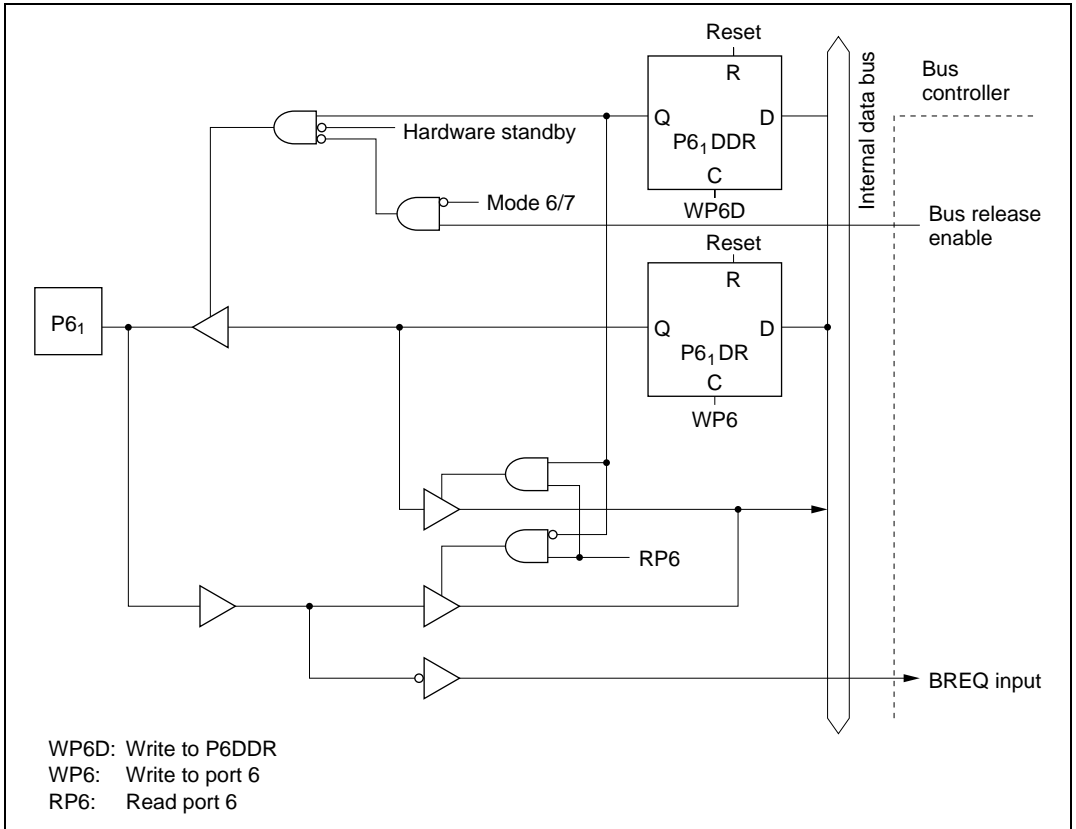 Reset
R
Q
D
P6₁DDR
C
WP6D
Hardware standby
Mode 6/7
Internal data bus
Bus
controller
Bus release
enable
Reset
R
Q
D
P6₁DR
C
WP6
P6₁
RP6
BREQ input
WP6D: Write to P6DDR
WP6: Write to port 6
RP6: Read port 6